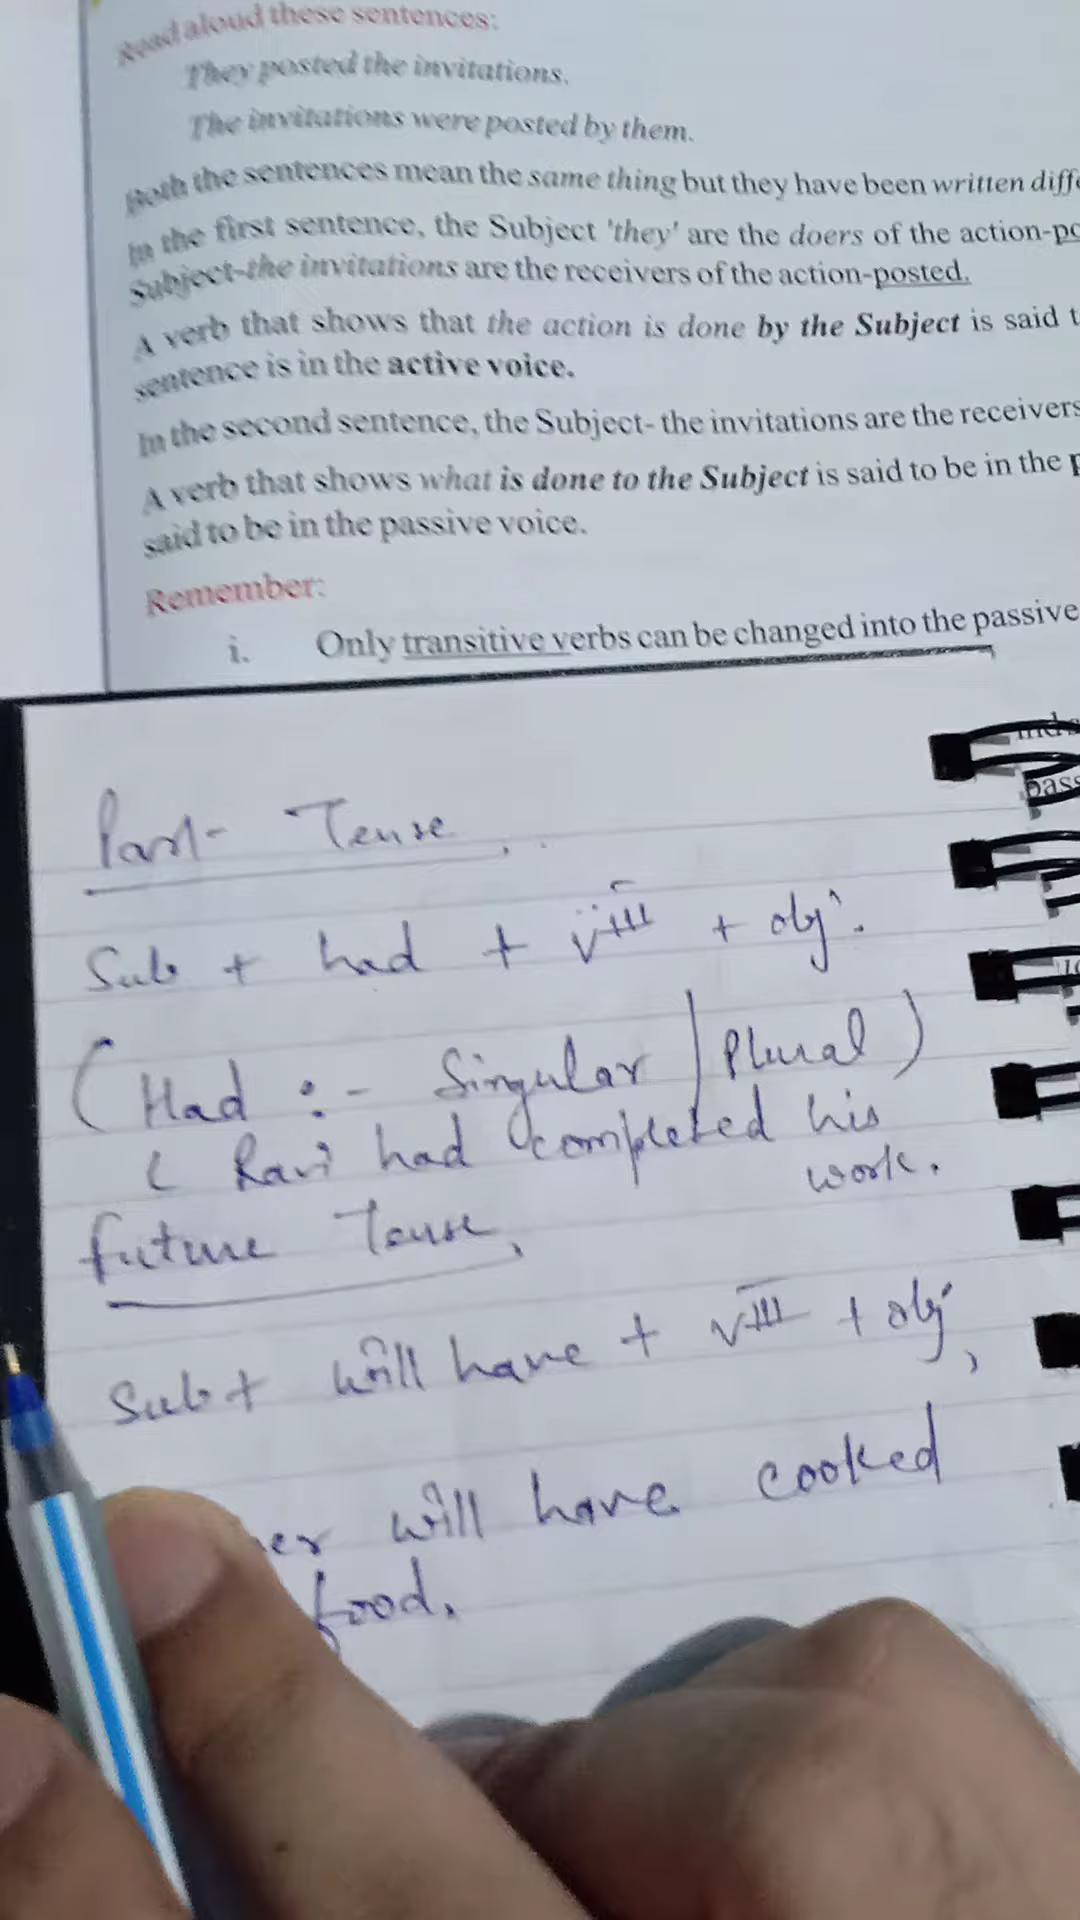 Read aloud these sentences:
They posted the invitations.
The invitations were posted by them.
Both the sentences mean the same thing but they have been written diffe
In the first sentence, the Subject 'they' are the doers of the action-po
Subject-the invitations are the receivers of the action-posted.
A verb that shows that the action is done by the Subject is said t
sentence is in the active voice.
In the second sentence, the Subject- the invitations are the receivers
A verb that shows what is done to the Subject is said to be in the p
said to be in the passive voice.
Remember:
i. Only transitive verbs can be changed into the passive
pass
Past Tense
Sub + had + VIII + obj.
(Had :- Singular / Plural)
( Ravi had completed his
work.
future Tense,
Sub + will have + VIII + obj,
er will have cooked
food.